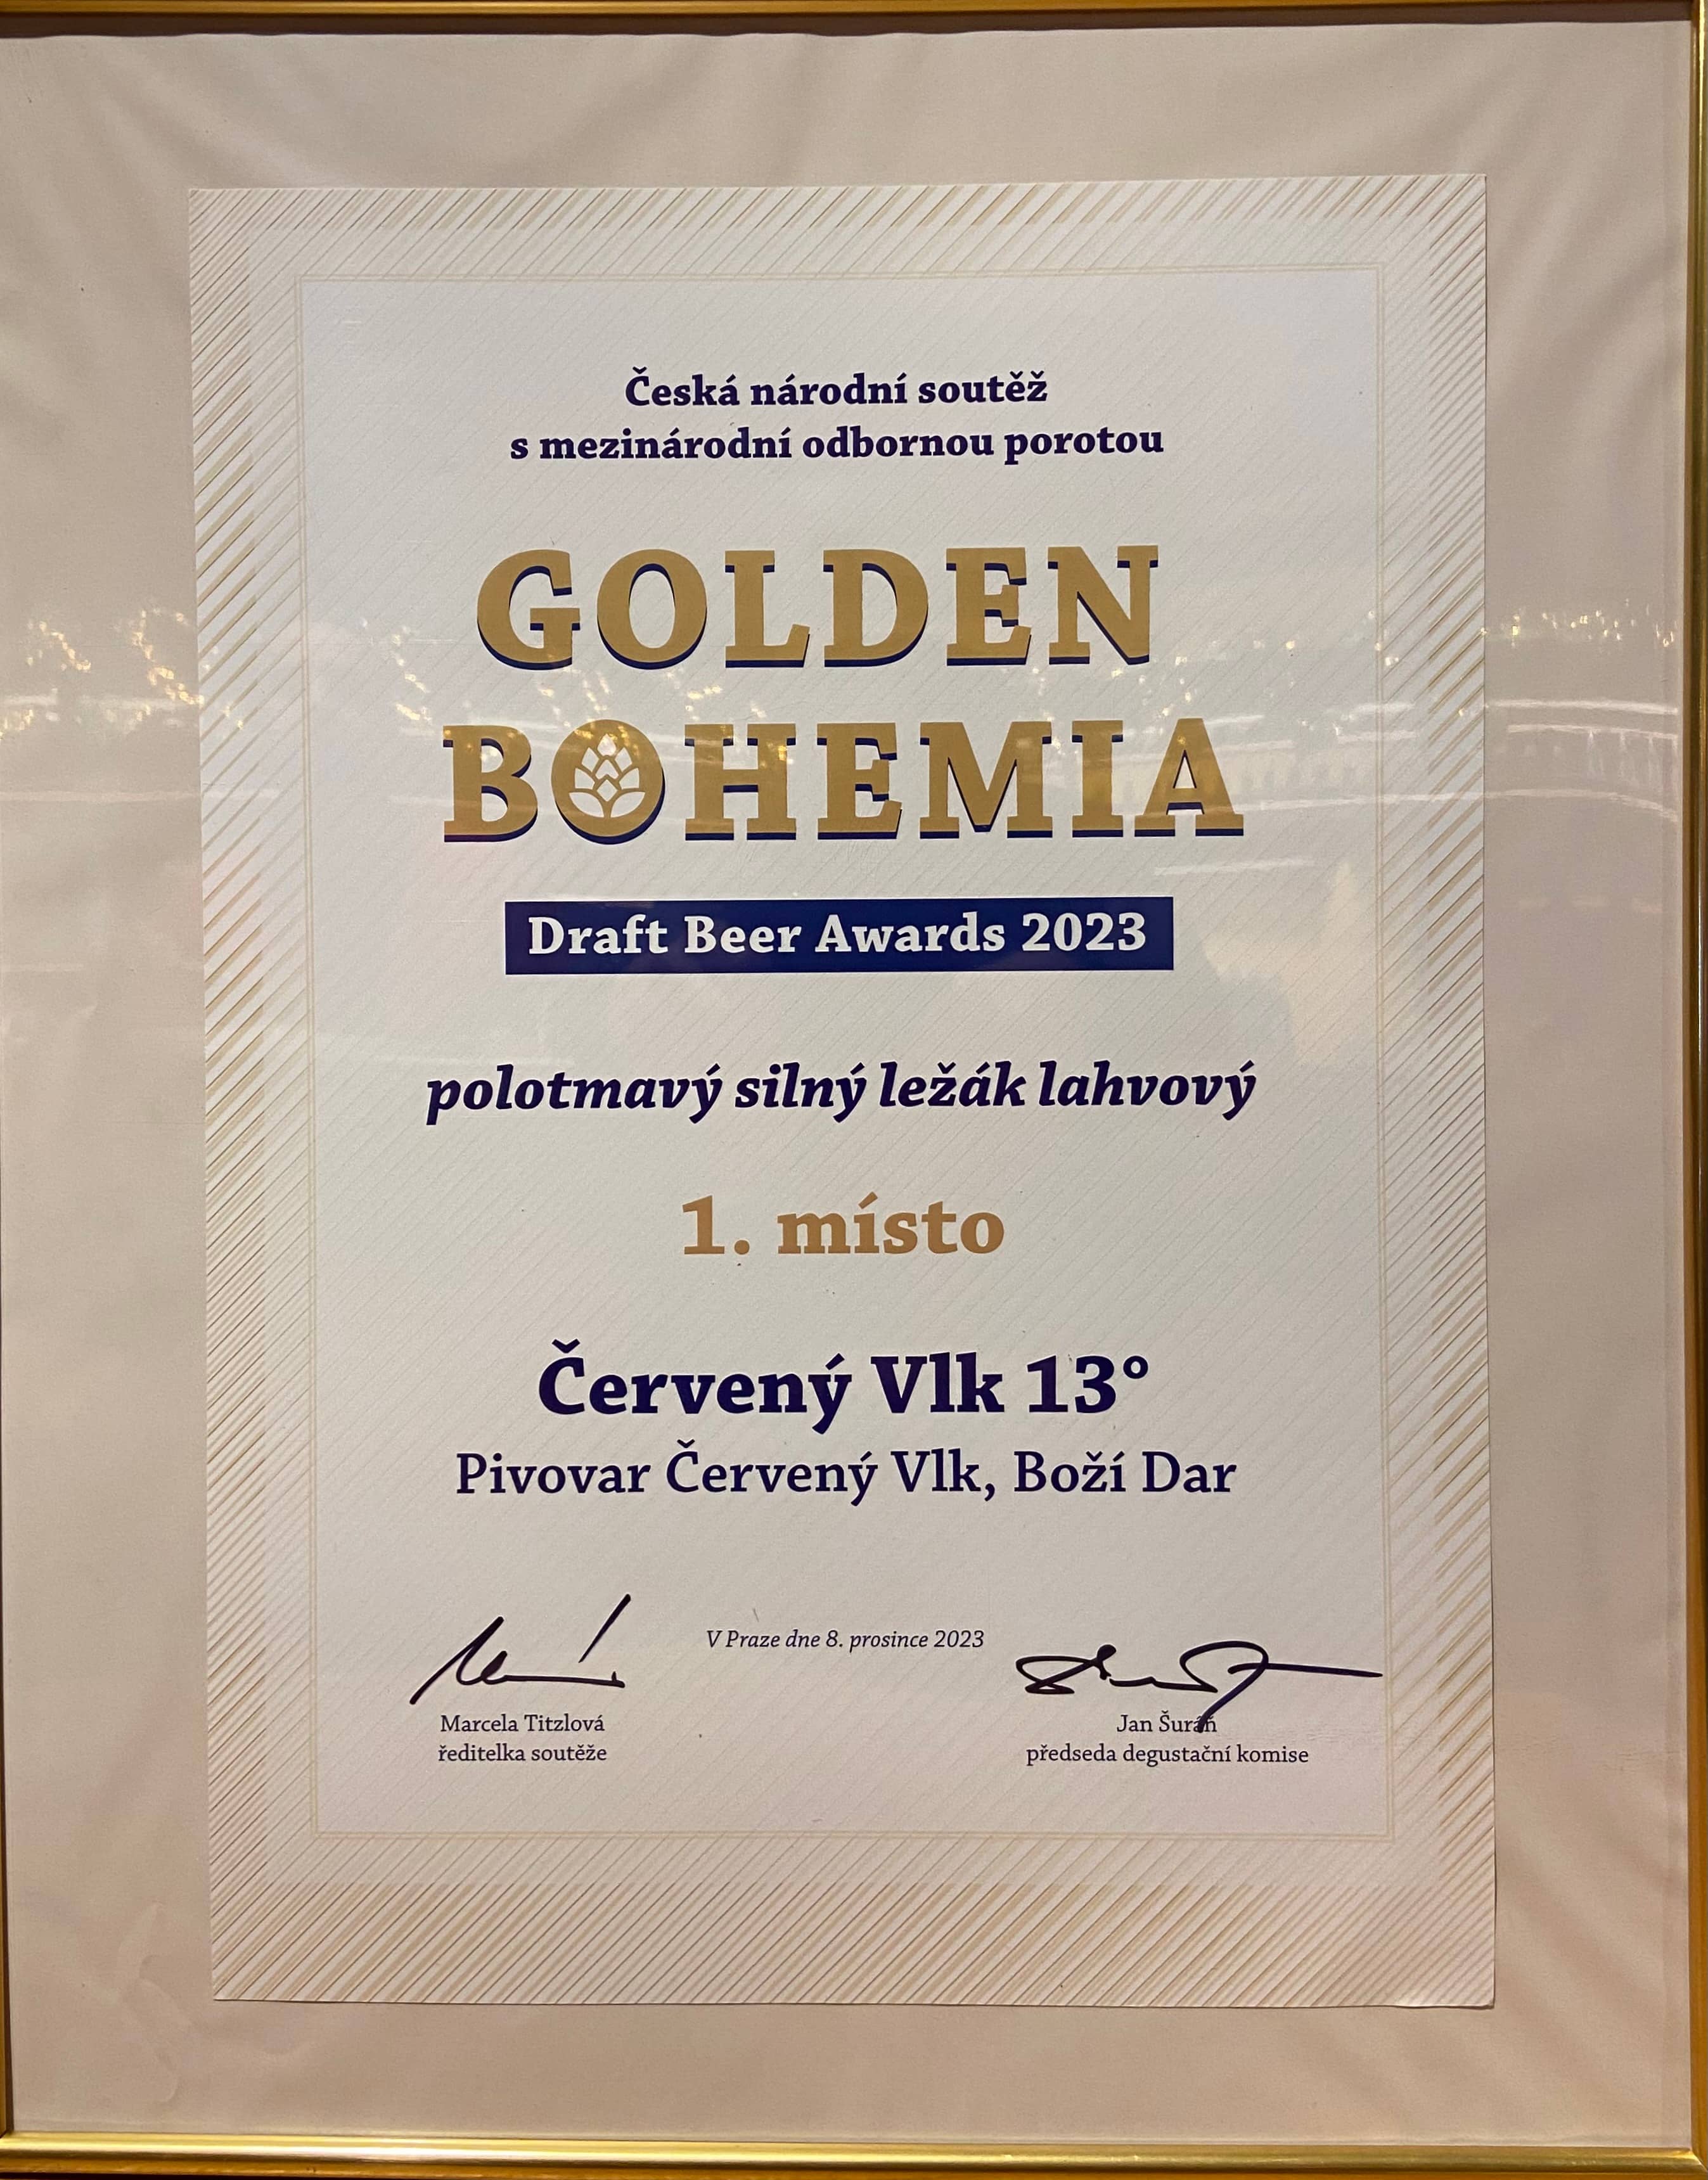 Česká národní soutěž
s mezinárodní odbornou porotou
GOLDEN
BOHEMIA
Draft Beer Awards 2023
polotmavý silný ležák lahvový
1. místo
Červený Vlk 13°
Pivovar Červený Vlk, Boží Dar
V Praze dne 8. prosince 2023
Marcela Titzlová
ředitelka soutěže
Jan Šuráň
předseda degustační komise